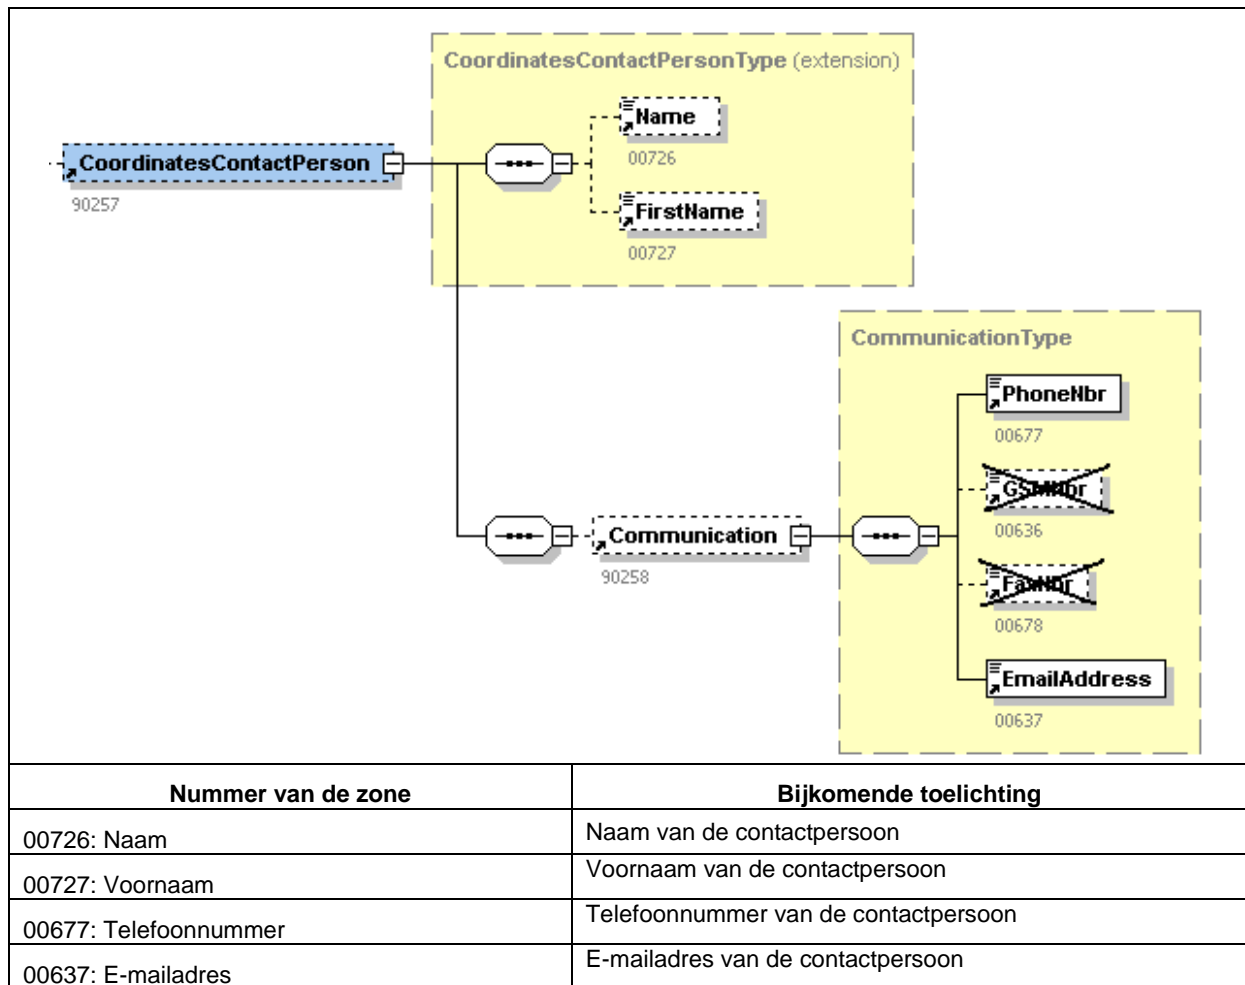 CoordinatesContactPersonType (extension)
Name
00726
CoordinatesContactPerson
90257
FirstName
00727
CommunicationType
PhoneNbr
00677
GSMNbr
00636
Communication
90258
FaxNbr
00678
EmailAddress
00637
Nummer van de zone Bijkomende toelichting
00726: Naam Naam van de contactpersoon
00727: Voornaam Voornaam van de contactpersoon
00677: Telefoonnummer Telefoonnummer van de contactpersoon
00637: E-mailadres E-mailadres van de contactpersoon